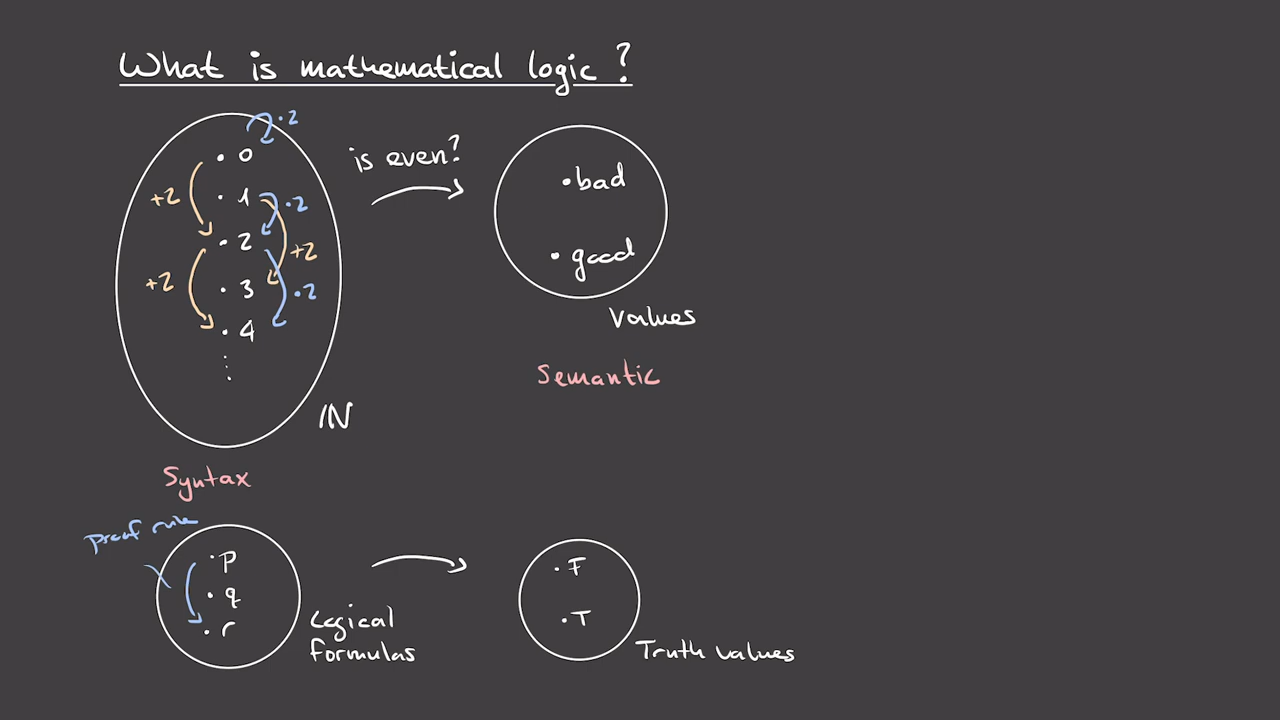 What is mathematical logic?
·2
• 0
is even?
• bad
+2
• 1
·2
• 2
+2
• good
+2
• 3
·2
• 4
Values
⋮
Semantic
ℕ
Syntax
proof rule
• p
• F
• q
• T
Logical
• r
formulas
Truth values